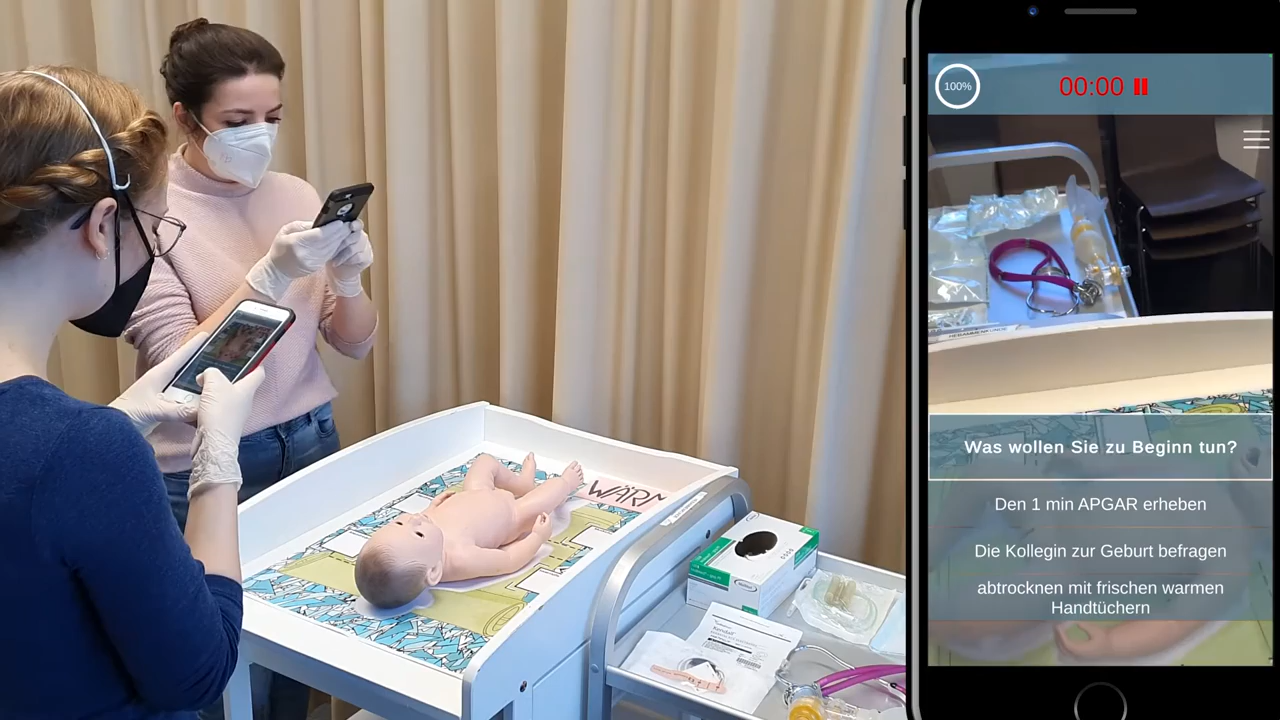 100%
00:00
Was wollen Sie zu Beginn tun?
Den 1 min APGAR erheben
Die Kollegin zur Geburt befragen
abtrocknen mit frischen warmen
Handtüchern
WÄRM
Kendall